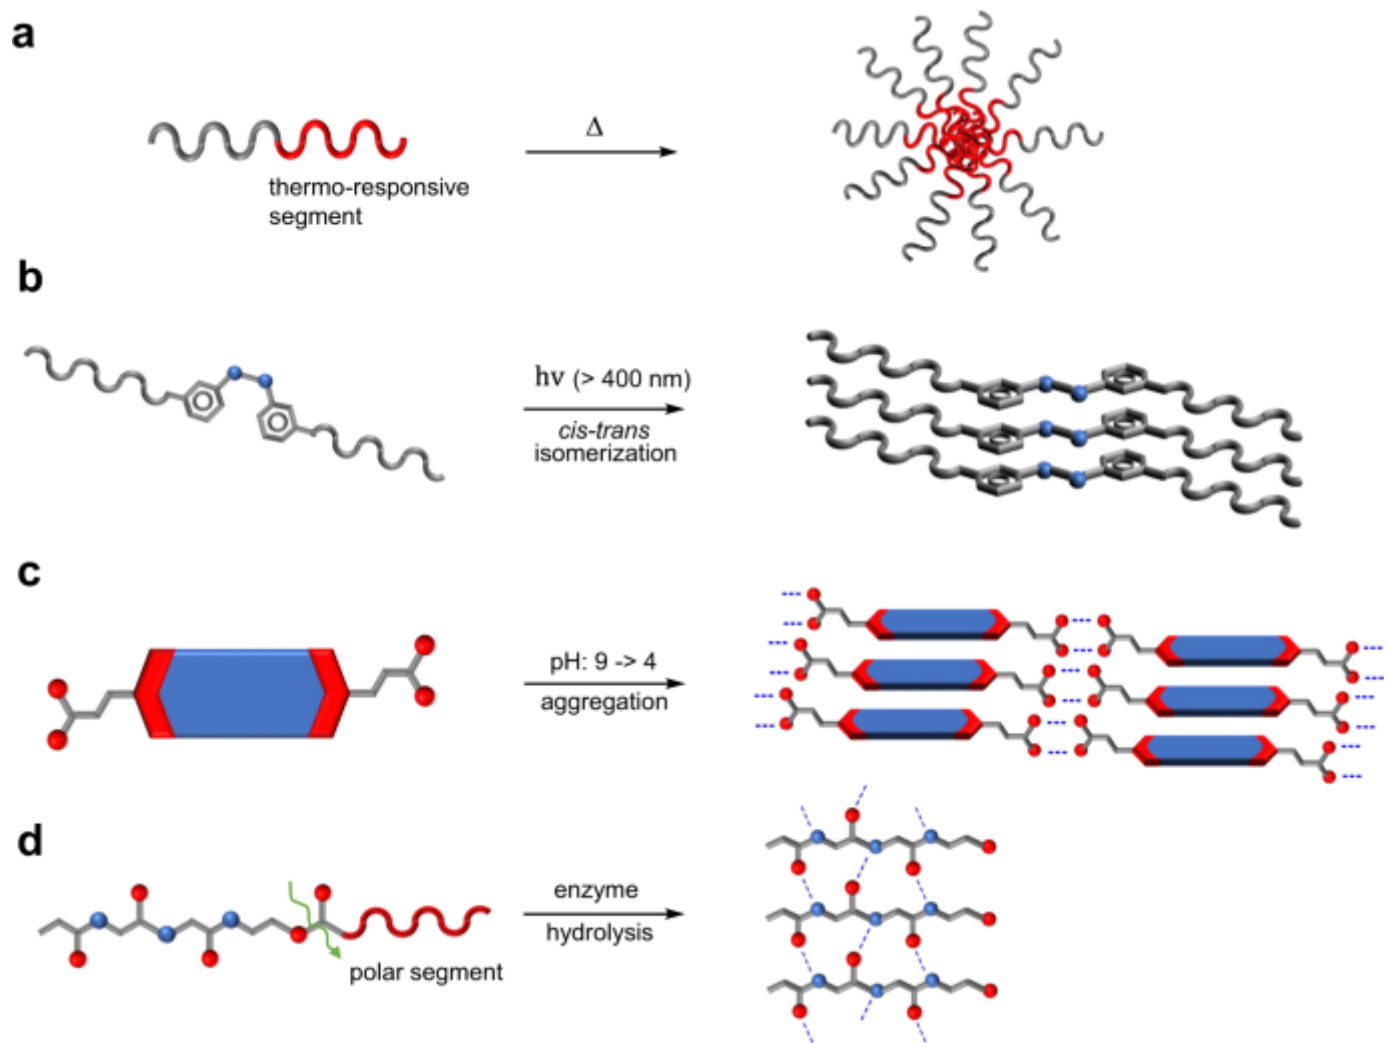 a
Δ
thermo-responsive
segment
b
hν (> 400 nm)
cis-trans
isomerization
c
pH: 9 -> 4
aggregation
d
enzyme
hydrolysis
polar segment